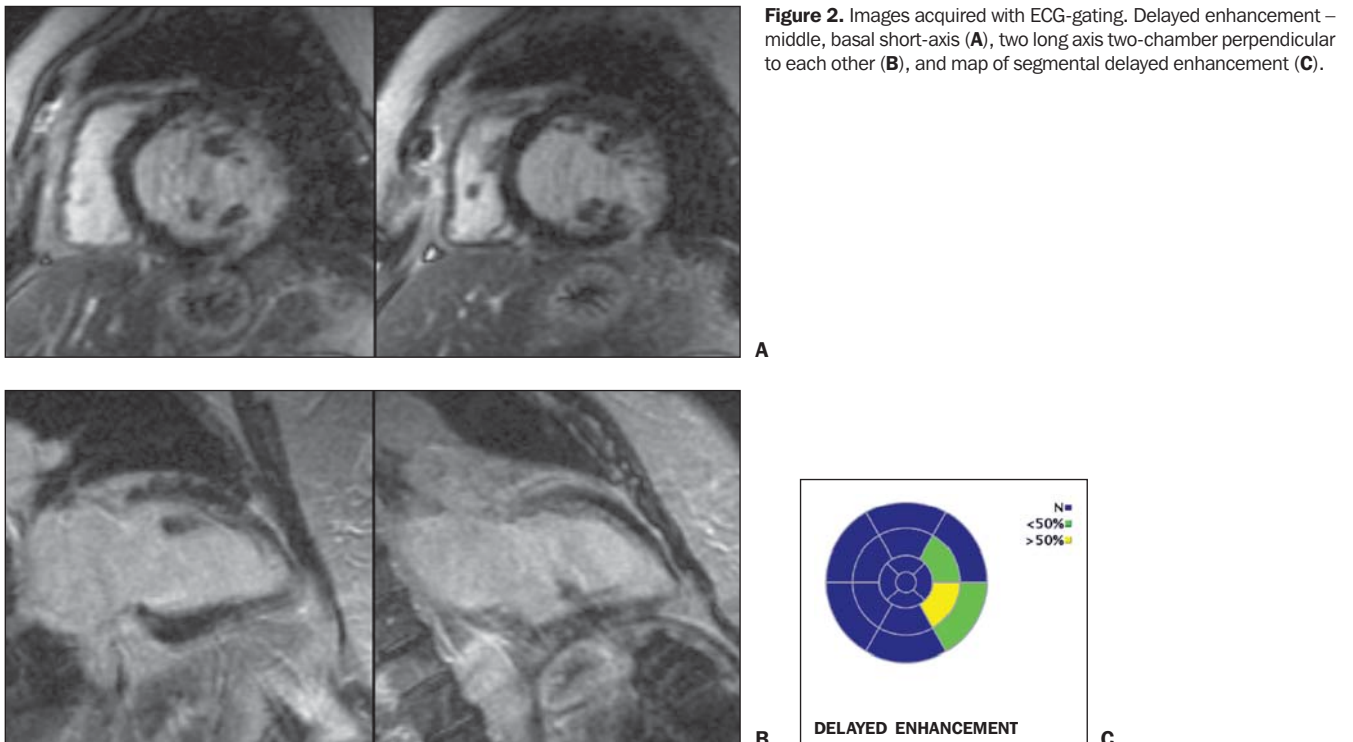 Figure 2. Images acquired with ECG-gating. Delayed enhancement –
middle, basal short-axis (A), two long axis two-chamber perpendicular
to each other (B), and map of segmental delayed enhancement (C).
A
N
<50%
>50%
DELAYED ENHANCEMENT
B
C